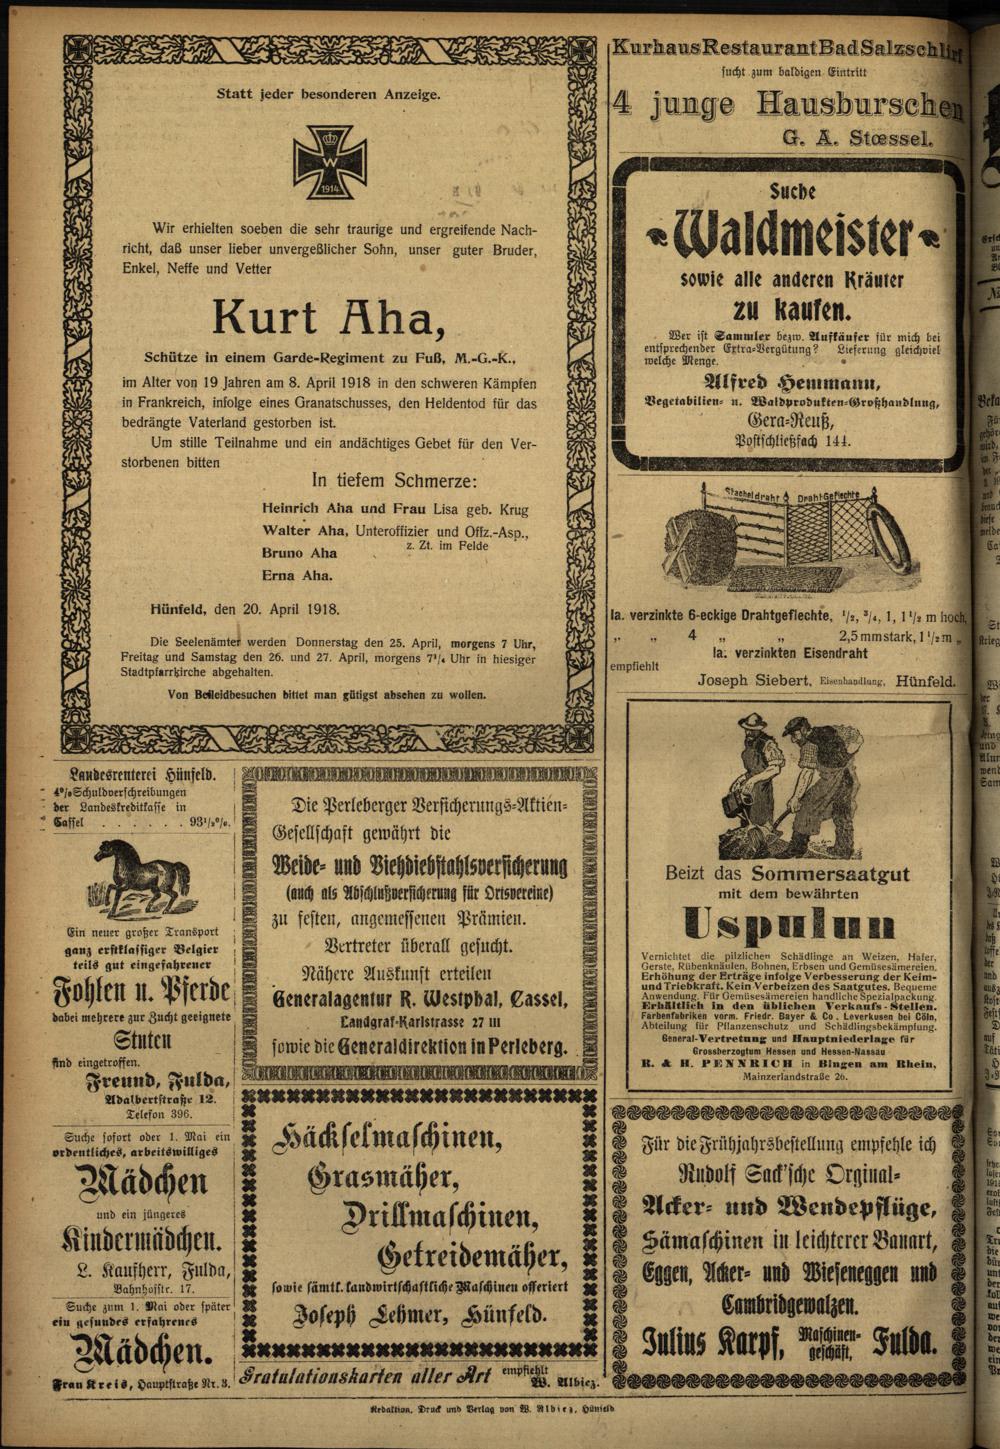 Statt jeder besonderen Anzeige.
W
1914
Wir erhielten soeben die sehr traurige und ergreifende Nach-
richt, daß unser lieber unvergeßlicher Sohn, unser guter Bruder,
Enkel, Neffe und Vetter
Kurt Aha,
Schütze in einem Garde-Regiment zu Fuß, M.-G.-K.,
im Alter von 19 Jahren am 8. April 1918 in den schweren Kämpfen
in Frankreich, infolge eines Granatschusses, den Heldentod für das
bedrängte Vaterland gestorben ist.
Um stille Teilnahme und ein andächtiges Gebet für den Ver-
storbenen bitten
In tiefem Schmerze:
Heinrich Aha und Frau Lisa geb. Krug
Walter Aha, Unteroffizier und Offz.-Asp.,
z. Zt. im Felde
Bruno Aha
Erna Aha.
Hünfeld, den 20. April 1918.
Die Seelenämter werden Donnerstag den 25. April, morgens 7 Uhr,
Freitag und Samstag den 26. und 27. April, morgens 7¼ Uhr in hiesiger
Stadtpfarrkirche abgehalten.
Von Beileidbesuchen bittet man gütigst absehen zu wollen.
Landesrenterei Hünfeld.
4% Schuldverschreibungen
der Landeskreditkasse in
Cassel . . . . . . 93½%.
Ein neuer großer Transport
ganz erstklassiger Belgier
teils gut eingefahrener
Fohlen u. Pferde
dabei mehrere zur Zucht geeignete
Stuten
sind eingetroffen.
Freund, Fulda,
Adalbertstraße 12.
Telefon 396.
Suche sofort oder 1. Mai ein
ordentliches, arbeitswilliges
Mädchen
und ein jüngeres
Kindermädchen.
L. Kaufherr, Fulda,
Bahnhofstr. 17.
Suche zum 1. Mai oder später
ein gesundes erfahrenes
Mädchen.
Frau Kreis, Hauptstraße Nr. 3.
Die Perleberger Versicherungs-Aktien-
Gesellschaft gewährt die
Weide- und Viehdiebstahlsversicherung
(auch als Abschlußversicherung für Ortsvereine)
zu festen, angemessenen Prämien.
Vertreter überall gesucht.
Nähere Auskunft erteilen
Generalagentur R. Westphal, Cassel,
Landgraf-Karlstrasse 27 III
sowie die Generaldirektion in Perleberg.
Häckselmaschinen,
Grasmäher,
Drillmaschinen,
Getreidemäher,
sowie sämtl. landwirtschaftliche Maschinen offeriert
Joseph Lehmer, Hünfeld.
Gratulationskarten aller Art empfiehlt
W. Albiez.
Kurhaus Restaurant Bad Salzschlirf
sucht zum baldigen Eintritt
4 junge Hausburschen
G. A. Stœssel.
Suche
Waldmeister
sowie alle anderen Kräuter
zu kaufen.
Wer ist Sammler bezw. Aufkäufer für mich bei
entsprechender Extra-Vergütung? Lieferung gleichviel
welche Menge.
Alfred Hemmann,
Vegetabilien- u. Waldprodukten-Großhandlung,
Gera-Reuß,
Postschließfach 144.
Stacheldraht Draht-Geflechte
Ia. verzinkte 6-eckige Drahtgeflechte, ½, ¾, 1, 1½ m hoch,
„ „ 4 „ „ 2,5 mm stark, 1½ m „
Ia. verzinkten Eisendraht
empfiehlt
Joseph Siebert, Eisenhandlung, Hünfeld.
Beizt das Sommersaatgut
mit dem bewährten
Uspulun
Vernichtet die pilzlichen Schädlinge an Weizen, Hafer,
Gerste, Rübenknäulen, Bohnen, Erbsen und Gemüsesämereien.
Erhöhung der Erträge infolge Verbesserung der Keim-
und Triebkraft. Kein Verbeizen des Saatgutes. Bequeme
Anwendung. Für Gemüsesämereien handliche Spezialpackung.
Erhältlich in den üblichen Verkaufs-Stellen.
Farbenfabriken vorm. Friedr. Bayer & Co. Leverkusen bei Cöln,
Abteilung für Pflanzenschutz und Schädlingsbekämpfung.
General-Vertretung und Hauptniederlage für
Grossherzogtum Hessen und Hessen-Nassau
R. & H. PENNRICH in Bingen am Rhein,
Mainzerlandstraße 26.
Für die Frühjahrsbestellung empfehle ich
Rudolf Sack'sche Orginal-
Acker- und Wendepflüge,
Sämaschinen in leichterer Bauart,
Eggen, Acker- und Wieseneggen und
Cambridgewalzen.
Julius Karpf, Maschinen-
geschäft, Fulda.
Redaktion, Druck und Verlag von W. Albiez, Hünfeld